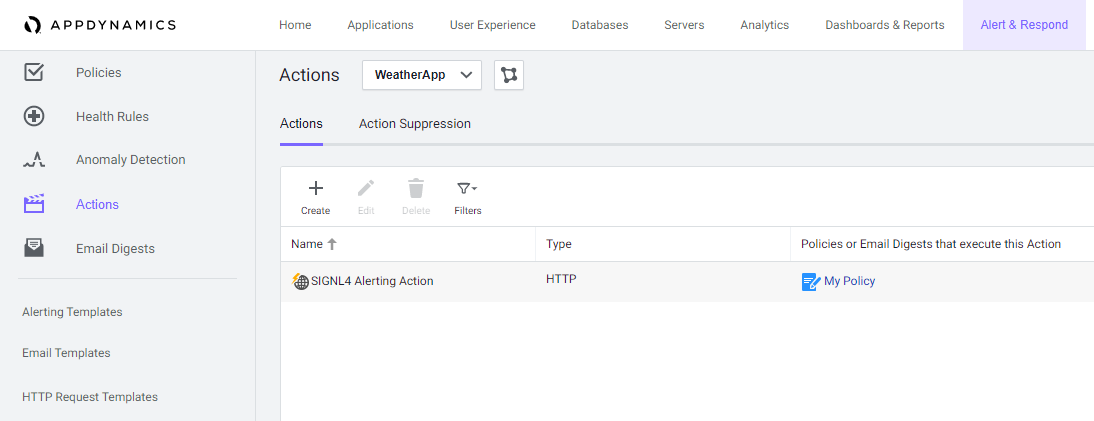 APPDYNAMICS
Home Applications User Experience Databases Servers Analytics Dashboards & Reports Alert & Respond
Policies
Health Rules
Anomaly Detection
Actions
Email Digests
Alerting Templates
Email Templates
HTTP Request Templates
Actions WeatherApp
Actions Action Suppression
Create Edit Delete Filters
Name Type Policies or Email Digests that execute this Action
SIGNL4 Alerting Action HTTP My Policy